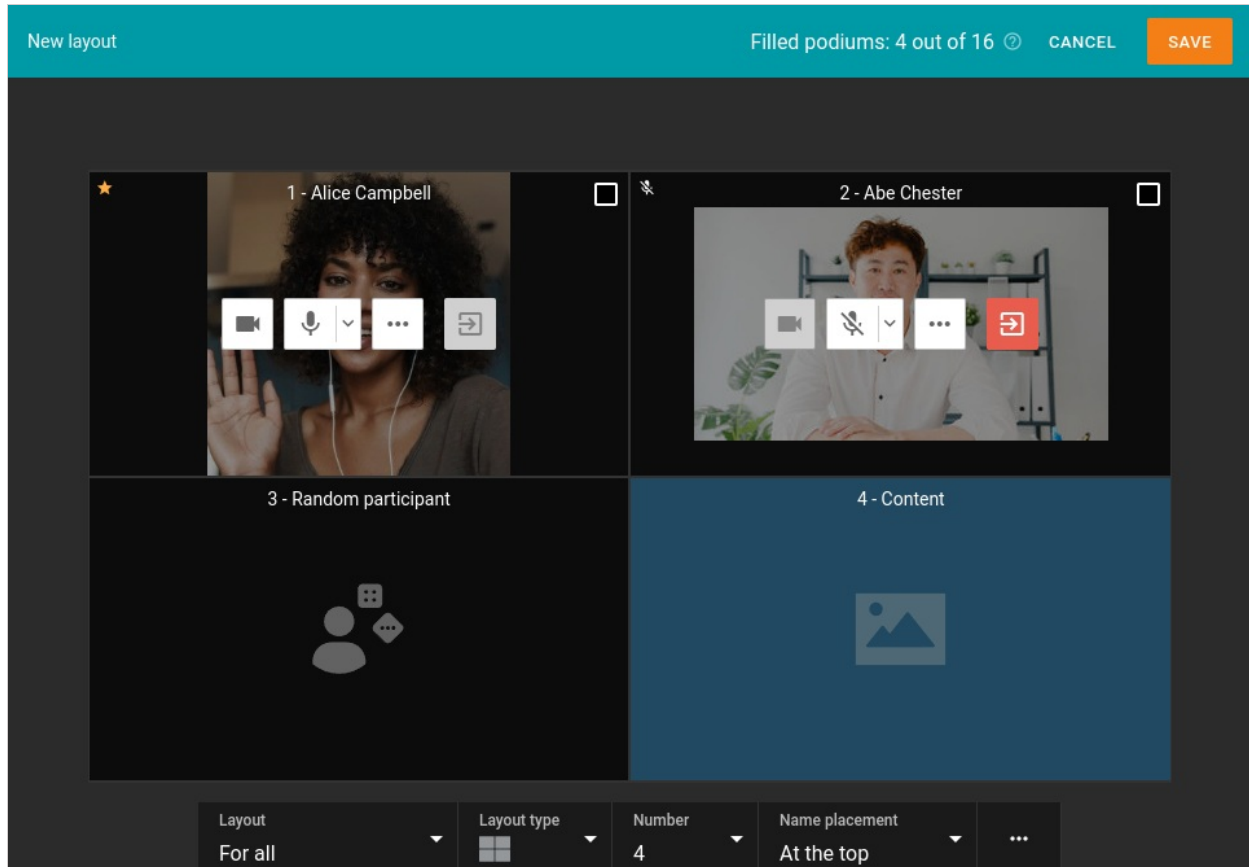 New layout
Filled podiums: 4 out of 16
CANCEL
SAVE
1 - Alice Campbell
2 - Abe Chester
3 - Random participant
4 - Content
Layout
For all
Layout type
Number
4
Name placement
At the top